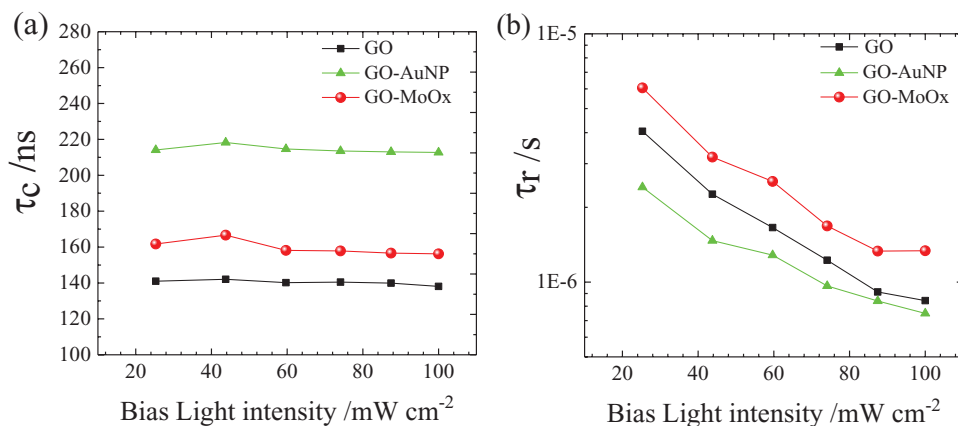 (a)
280
260
240
220
200
180
160
140
120
100
τc /ns
GO
GO-AuNP
GO-MoOx
20 40 60 80 100
Bias Light intensity /mW cm⁻²
(b)
1E-5
1E-6
τr /s
GO
GO-AuNP
GO-MoOx
20 40 60 80 100
Bias Light intensity /mW cm⁻²